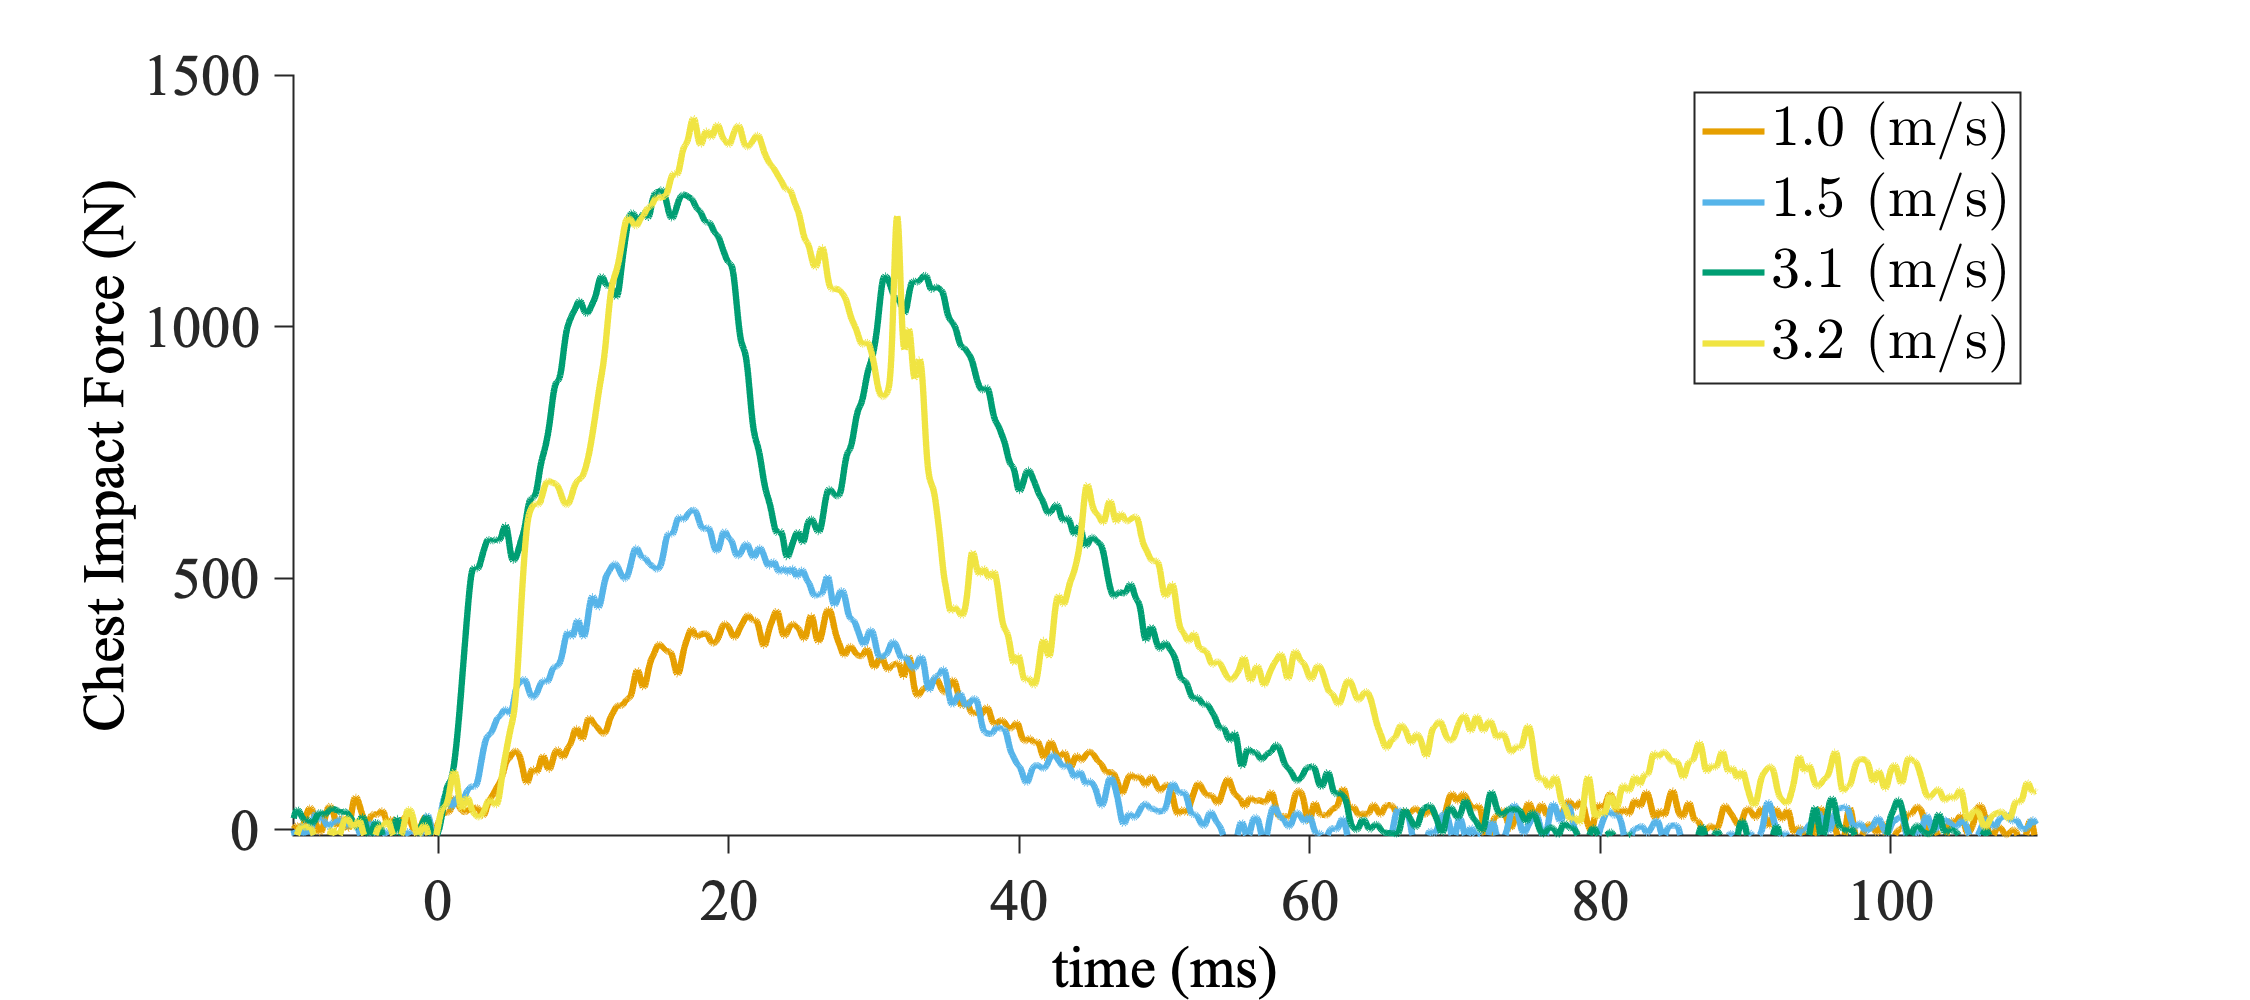 1500
1000
500
0
Chest Impact Force (N)
0 20 40 60 80 100
time (ms)
1.0 (m/s)
1.5 (m/s)
3.1 (m/s)
3.2 (m/s)